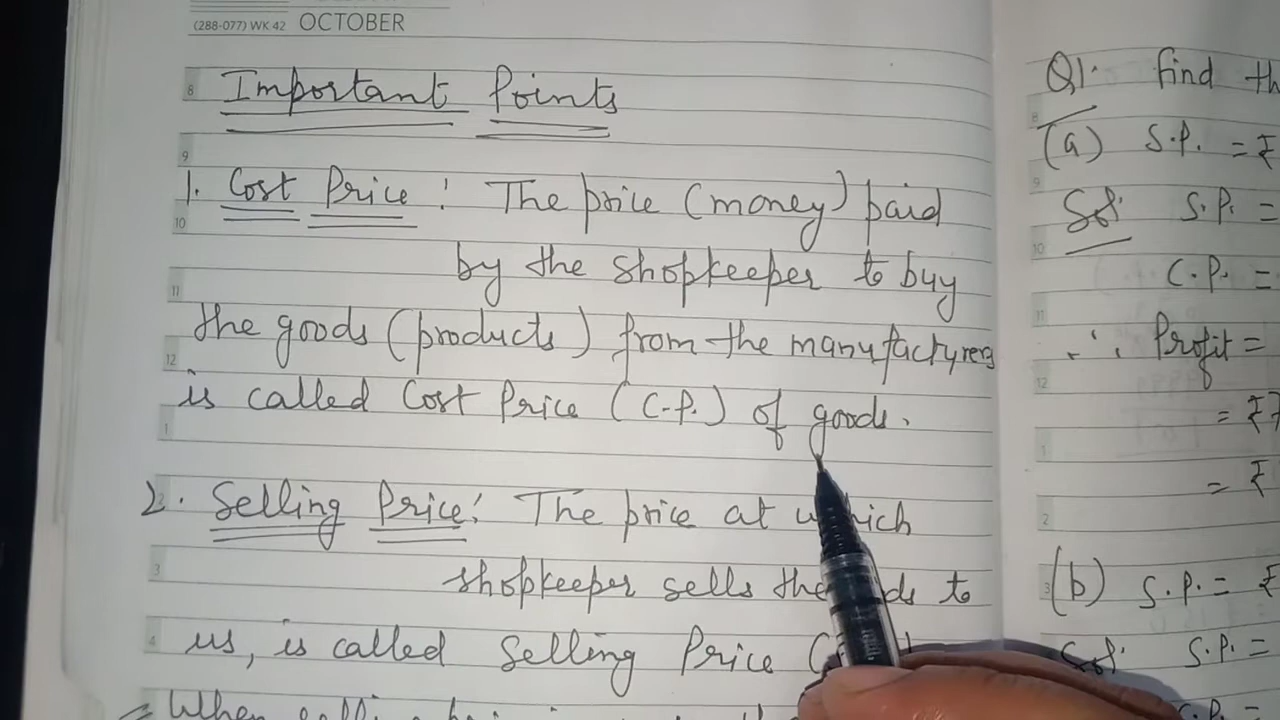 (288-077) WK 42 OCTOBER
Important Points
1. Cost Price : The price (money) paid
by the shopkeeper to buy
the goods (products) from the manufacturers
is called Cost Price (C.P.) of goods.
2. Selling Price : The price at which
shopkeeper sells the to
us, is called Selling Price
When
Q1. find
(a) S.P. = ₹
Sol. S.P. =
C.P. =
∴ Profit =
= ₹
= ₹
(b) S.P. = ₹
Sol. S.P. =
C.P. =